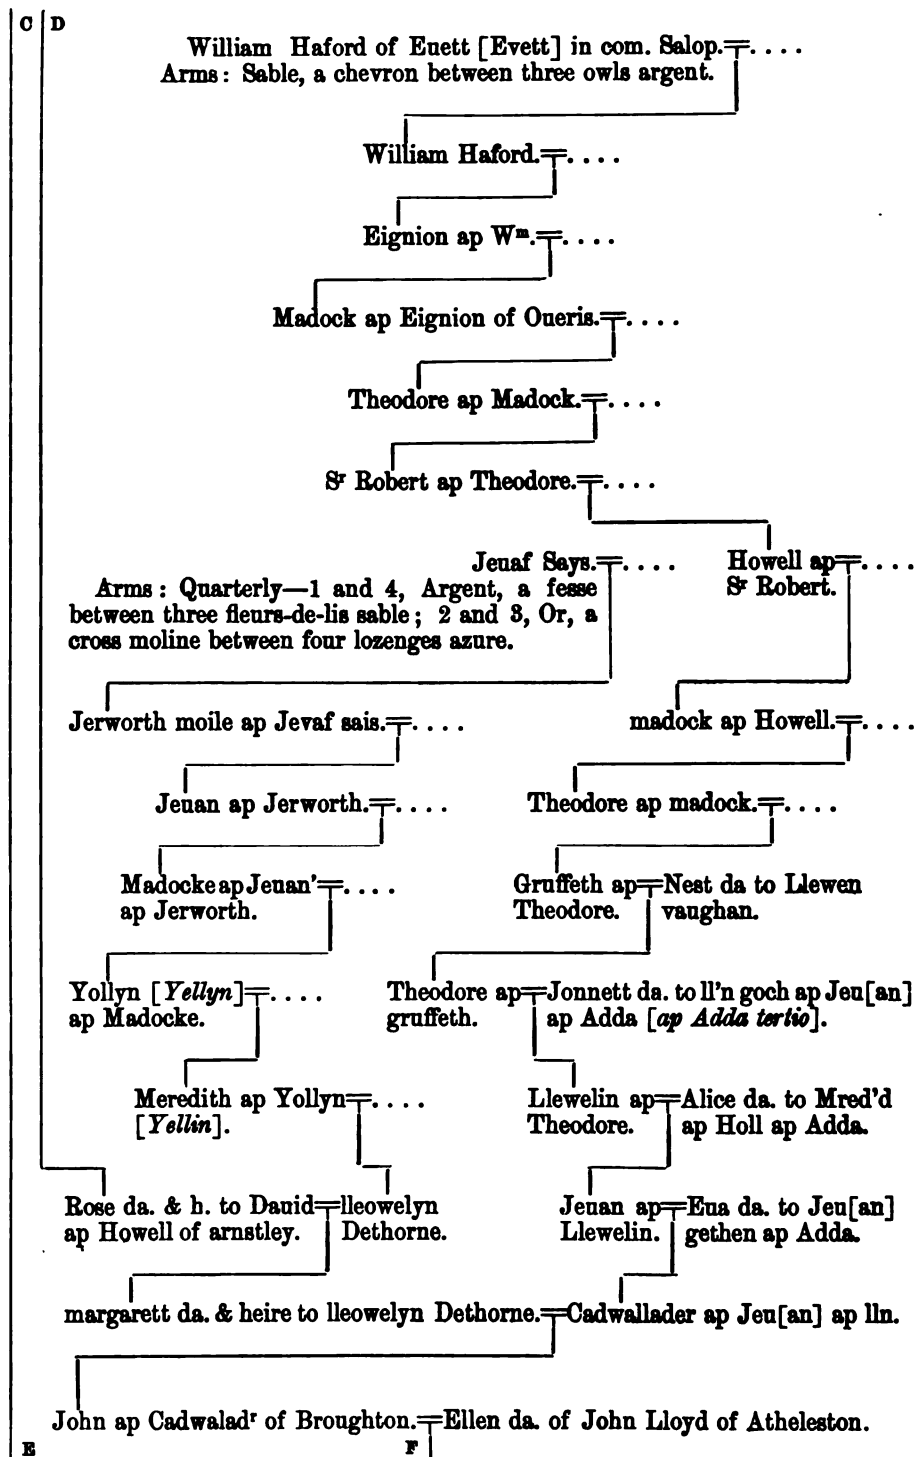 C D
William Haford of Euett [Evett] in com. Salop.=. . . .
Arms: Sable, a chevron between three owls argent.
William Haford.=. . . .
Eignion ap Wᵐ.=. . . .
Madock ap Eignion of Oueris.=. . . .
Theodore ap Madock.=. . . .
Sʳ Robert ap Theodore.=. . . .
Jeuaf Says.=. . . .
Arms: Quarterly—1 and 4, Argent, a fesse
between three fleurs-de-lis sable; 2 and 3, Or, a
cross moline between four lozenges azure.
Howell ap=. . . .
Sʳ Robert.
Jerworth moile ap Jevaf sais.=. . . .
madock ap Howell.=. . . .
Jeuan ap Jerworth.=. . . .
Theodore ap madock.=. . . .
Madocke ap Jeuan'=. . . .
ap Jerworth.
Gruffeth ap=Nest da to Llewen
Theodore. vaughan.
Yollyn [Yellyn]=. . . .
ap Madocke.
Theodore ap=Jonnett da. to ll'n goch ap Jeu[an]
gruffeth. ap Adda [ap Adda tertio].
Meredith ap Yollyn=. . . .
[Yellin].
Llewelin ap=Alice da. to Mred'd
Theodore. ap Holl ap Adda.
Rose da. & h. to Dauid=lleowelyn
ap Howell of arnstley. Dethorne.
Jeuan ap=Eua da. to Jeu[an]
Llewelin. gethen ap Adda.
margarett da. & heire to lleowelyn Dethorne.=Cadwallader ap Jeu[an] ap lln.
John ap Cadwaladʳ of Broughton.=Ellen da. of John Lloyd of Atheleston.
E F